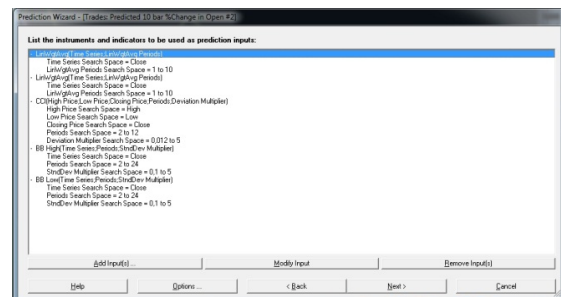 Prediction Wizard - [Trades: Predicted 10 bar %Change in Open #2]
List the instruments and indicators to be used as prediction inputs:
- LinWgtAvg(Time Series;LinWgtAvg Periods)
Time Series Search Space = Close
LinWgtAvg Periods Search Space = 1 to 10
- LinWgtAvg(Time Series;LinWgtAvg Periods)
Time Series Search Space = Close
LinWgtAvg Periods Search Space = 1 to 10
- CCI(High Price;Low Price;Closing Price;Periods;Deviation Multiplier)
High Price Search Space = High
Low Price Search Space = Low
Closing Price Search Space = Close
Periods Search Space = 2 to 12
Deviation Multiplier Search Space = 0,012 to 5
- BB High(Time Series;Periods;StndDev Multiplier)
Time Series Search Space = Close
Periods Search Space = 2 to 24
StndDev Multiplier Search Space = 0,1 to 5
- BB Low(Time Series;Periods;StndDev Multiplier)
Time Series Search Space = Close
Periods Search Space = 2 to 24
StndDev Multiplier Search Space = 0,1 to 5
Add Input(s) ... Modify Input Remove Input(s)
Help Options ... < Back Next > Cancel